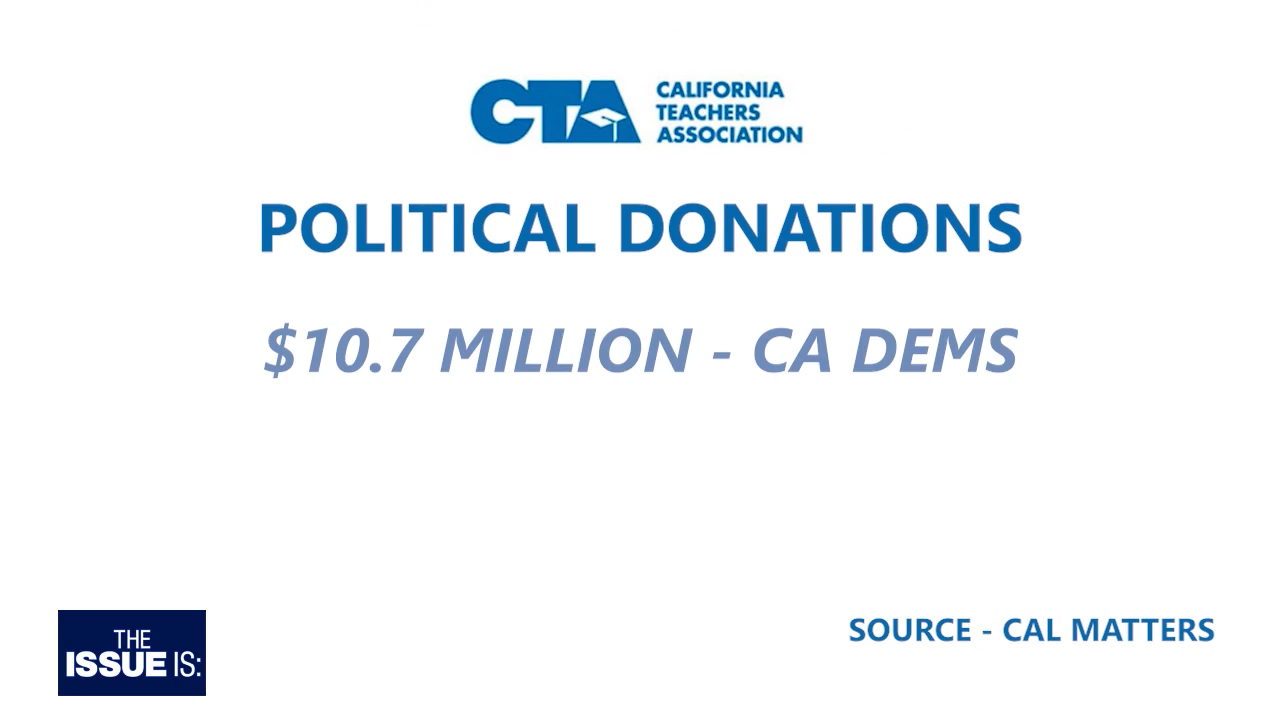 CTA
CALIFORNIA
TEACHERS
ASSOCIATION
POLITICAL DONATIONS
$10.7 MILLION - CA DEMS
THE
ISSUE IS:
SOURCE - CAL MATTERS